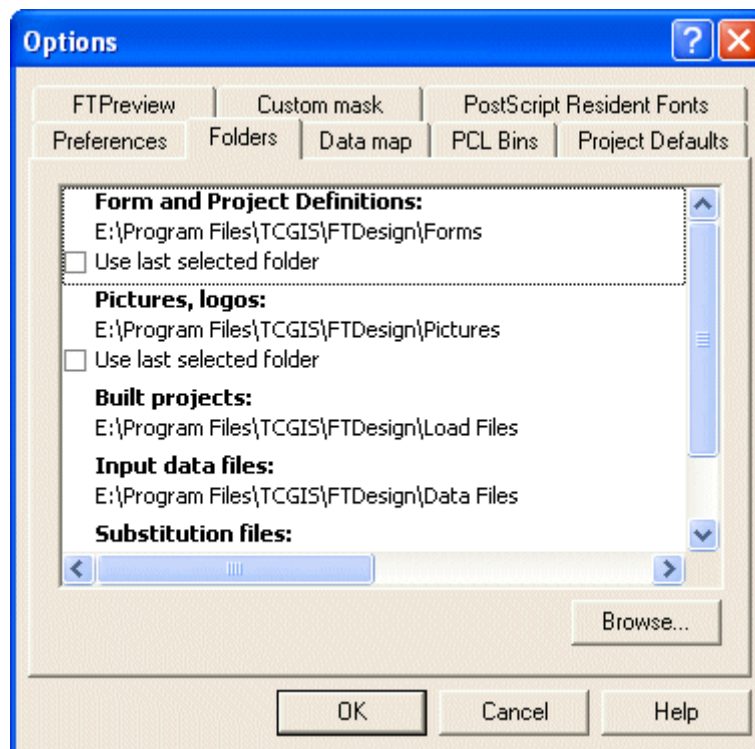 Options
FTPreview Custom mask PostScript Resident Fonts
Preferences Folders Data map PCL Bins Project Defaults
Form and Project Definitions:
E:\Program Files\TCGIS\FTDesign\Forms
Use last selected folder
Pictures, logos:
E:\Program Files\TCGIS\FTDesign\Pictures
Use last selected folder
Built projects:
E:\Program Files\TCGIS\FTDesign\Load Files
Input data files:
E:\Program Files\TCGIS\FTDesign\Data Files
Substitution files:
Browse...
OK Cancel Help